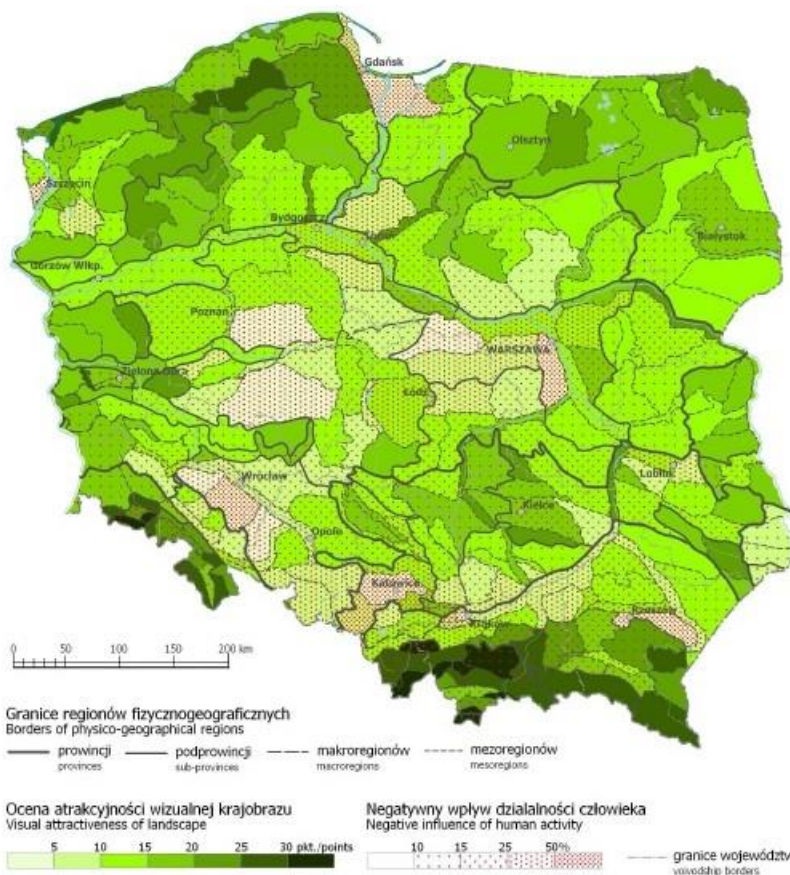 Gdańsk
Olsztyn
Szczecin
Bydgoszcz
Białystok
Gorzów Wlkp.
Poznań
WARSZAWA
Zielona Góra
Łódź
Wrocław
Lublin
Kielce
Opole
Katowice
Kraków
Rzeszów
0 50 100 150 200 km
Granice regionów fizycznogeograficznych
Borders of physico-geographical regions
prowincji podprowincji makroregionów mezoregionów
provinces sub-provinces macroregions mesoregions
Ocena atrakcyjności wizualnej krajobrazu
Visual attractiveness of landscape
5 10 15 20 25 30 pkt./points
Negatywny wpływ dzialalności człowieka
Negative influence of human activity
10 15 25 50%
granice województw
voivodship borders